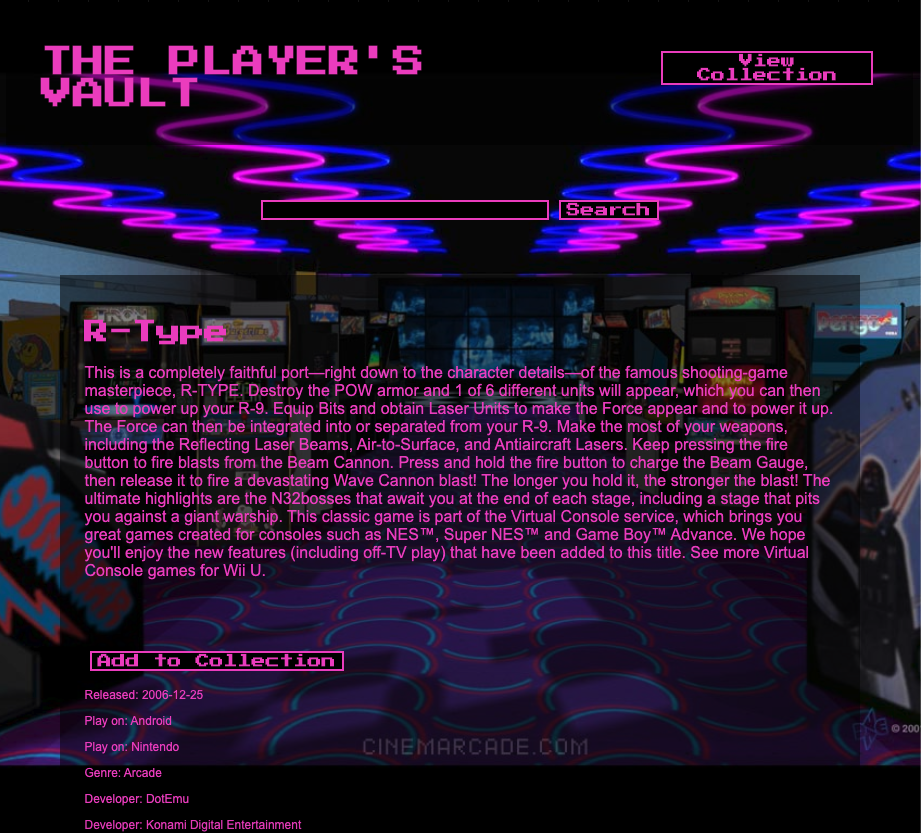 THE PLAYER'S
VAULT
View
Collection
Search
TRON
R-Type
Pengo
This is a completely faithful port—right down to the character details—of the famous shooting-game
masterpiece, R-TYPE. Destroy the POW armor and 1 of 6 different units will appear, which you can then
use to power up your R-9. Equip Bits and obtain Laser Units to make the Force appear and to power it up.
The Force can then be integrated into or separated from your R-9. Make the most of your weapons,
including the Reflecting Laser Beams, Air-to-Surface, and Antiaircraft Lasers. Keep pressing the fire
button to fire blasts from the Beam Cannon. Press and hold the fire button to charge the Beam Gauge,
then release it to fire a devastating Wave Cannon blast! The longer you hold it, the stronger the blast! The
ultimate highlights are the N32bosses that await you at the end of each stage, including a stage that pits
you against a giant warship. This classic game is part of the Virtual Console service, which brings you
great games created for consoles such as NES™, Super NES™ and Game Boy™ Advance. We hope
you'll enjoy the new features (including off-TV play) that have been added to this title. See more Virtual
Console games for Wii U.
Add to Collection
Released: 2006-12-25
Play on: Android
Play on: Nintendo
© 200
CINEMARCADE.COM
Genre: Arcade
Developer: DotEmu
Developer: Konami Digital Entertainment